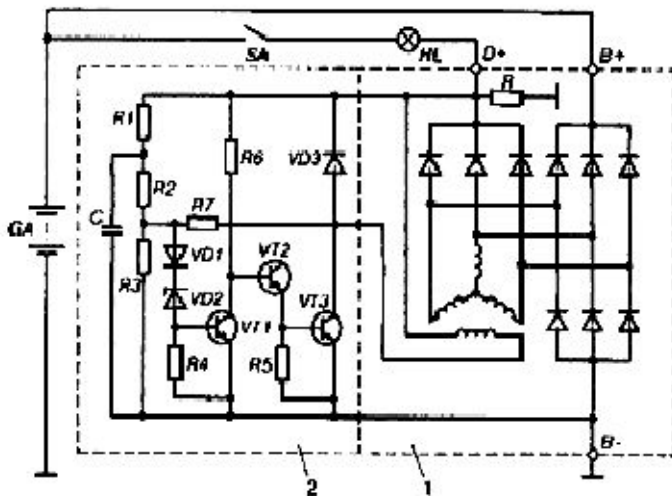 SA HL D+ B+
R
R1
R6
VD3
R2
C
R7
GA
VT2
R3
VD1
VD2
VT1
VT3
R4
R5
B-
2 1